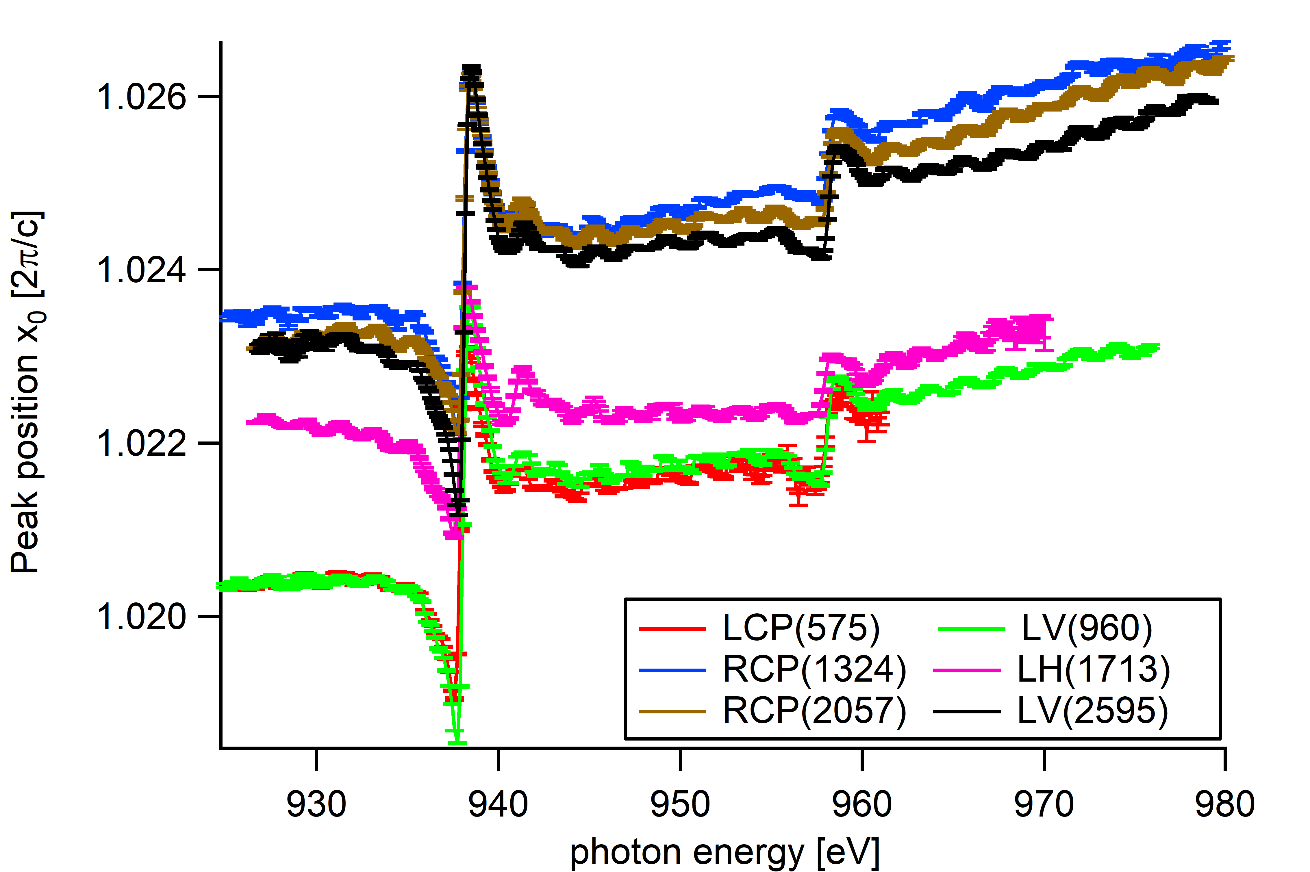 Peak position x₀ [2π/c]
1.026
1.024
1.022
1.020
LCP(575) LV(960)
RCP(1324) LH(1713)
RCP(2057) LV(2595)
930 940 950 960 970 980
photon energy [eV]